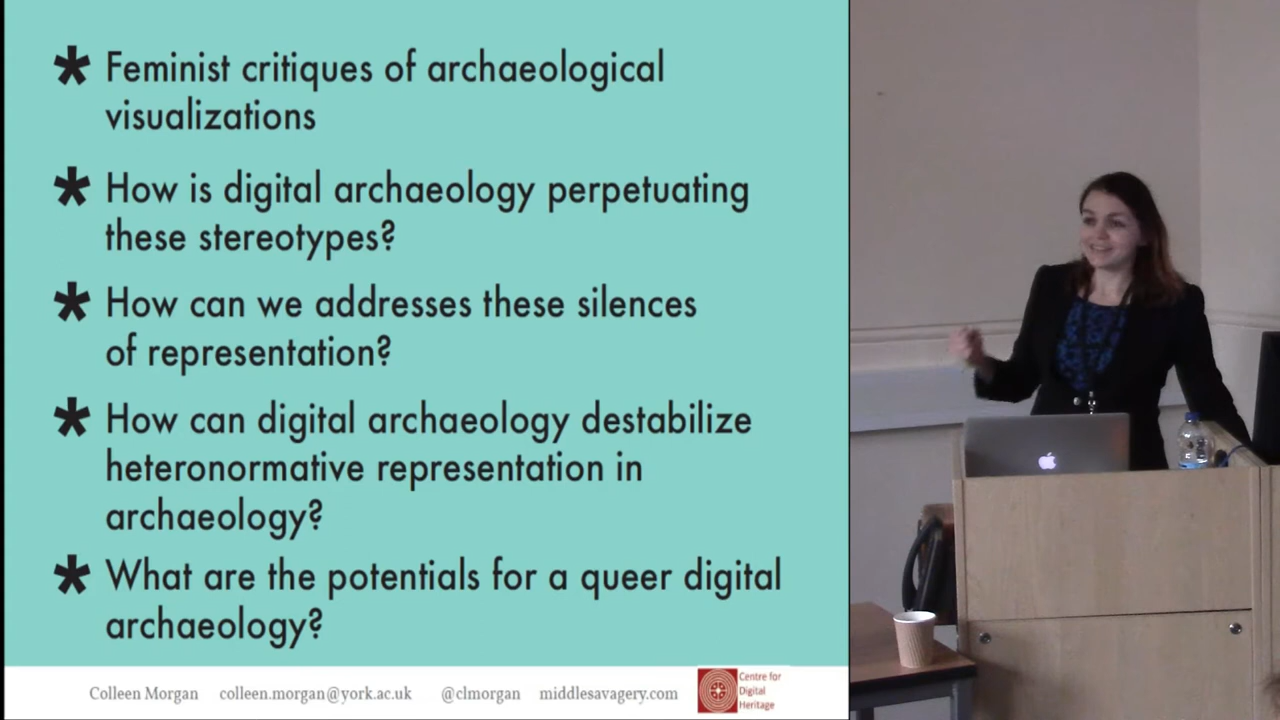 * Feminist critiques of archaeological
visualizations
* How is digital archaeology perpetuating
these stereotypes?
* How can we addresses these silences
of representation?
* How can digital archaeology destabilize
heteronormative representation in
archaeology?
* What are the potentials for a queer digital
archaeology?
Colleen Morgan colleen.morgan@york.ac.uk @clmorgan middlesavagery.com
Centre for
Digital
Heritage